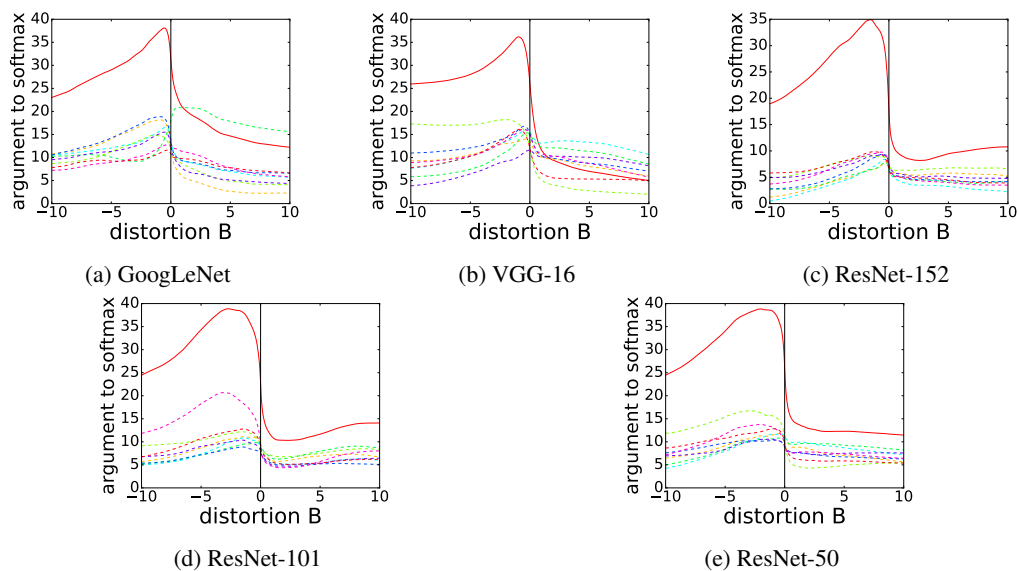 40
35
30
25
20
15
10
5
0
argument to softmax
−10 −5 0 5 10
distortion B
(a) GoogLeNet
40
35
30
25
20
15
10
5
0
argument to softmax
−10 −5 0 5 10
distortion B
(b) VGG-16
35
30
25
20
15
10
5
0
argument to softmax
−10 −5 0 5 10
distortion B
(c) ResNet-152
40
35
30
25
20
15
10
5
0
argument to softmax
−10 −5 0 5 10
distortion B
(d) ResNet-101
40
35
30
25
20
15
10
5
0
argument to softmax
−10 −5 0 5 10
distortion B
(e) ResNet-50